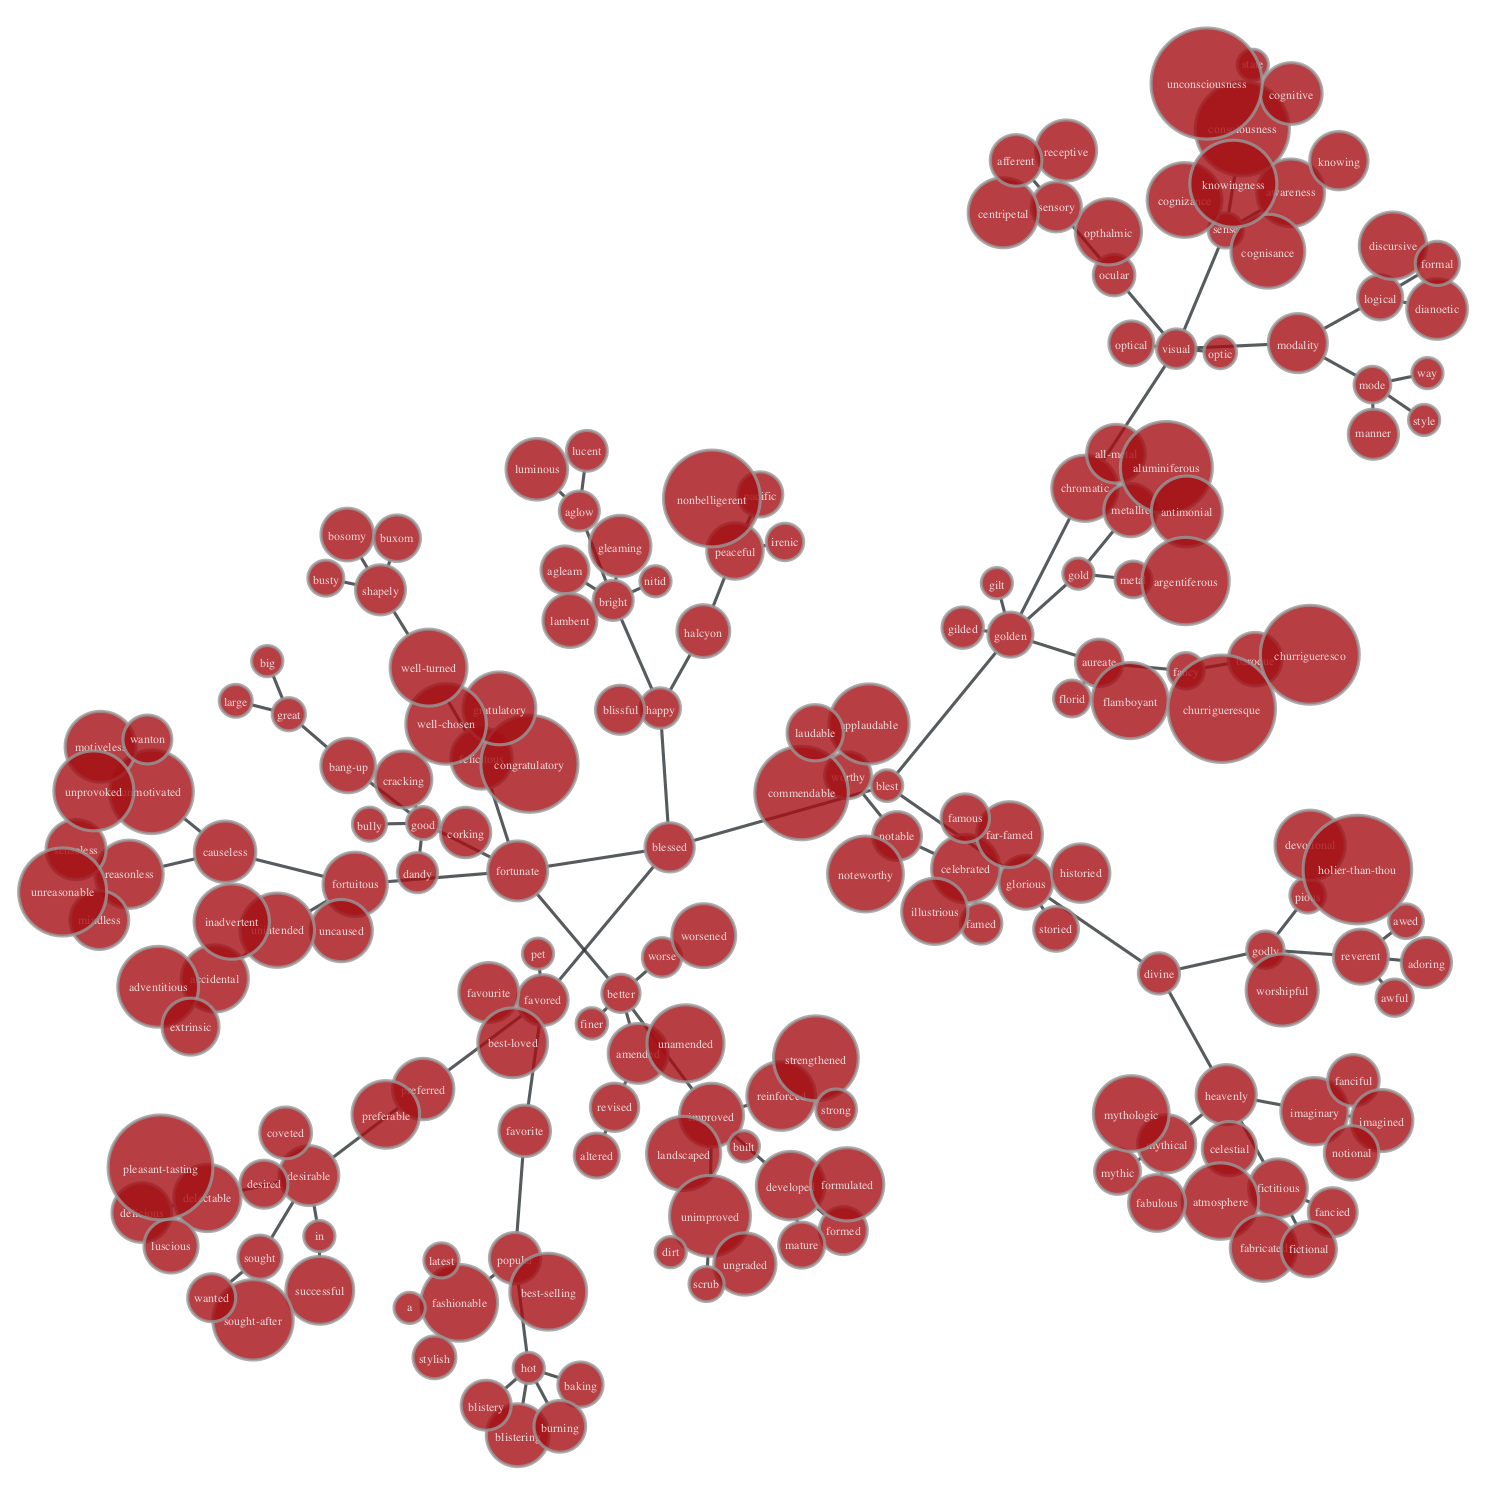 state
unconsciousness
cognitive
consciousness
receptive
afferent
knowing
knowingness
awareness
cognizance
sensory
centripetal
sense
opthalmic
discursive
cognisance
formal
ocular
logical
dianoetic
optical
visual
optic
modality
way
mode
style
manner
lucent
all-metal
luminous
aluminiferous
chromatic
pacific
nonbelligerent
aglow
metallic
antimonial
bosomy
buxom
irenic
gleaming
peaceful
agleam
gold
metal
busty
nitid
argentiferous
gilt
shapely
bright
lambent
gilded
halcyon
golden
churrigueresco
big
aureate
baroque
well-turned
fancy
large
florid
flamboyant
great
blissful
happy
gratulatory
churrigueresque
well-chosen
applaudable
laudable
wanton
motiveless
felicitous
congratulatory
bang-up
worthy
cracking
blest
unprovoked
unmotivated
commendable
famous
bully
good
corking
far-famed
notable
devotional
blessed
causeless
senseless
celebrated
holier-than-thou
fortunate
dandy
reasonless
noteworthy
historied
fortuitous
glorious
unreasonable
pious
illustrious
mindless
inadvertent
awed
famed
unintended
uncaused
storied
worsened
godly
pet
worse
reverent
adoring
divine
accidental
adventitious
favourite
better
worshipful
favored
awful
extrinsic
finer
best-loved
unamended
amended
strengthened
fanciful
preferred
heavenly
reinforced
revised
strong
imaginary
preferable
mythologic
improved
imagined
coveted
favorite
built
mythical
celestial
notional
altered
landscaped
pleasant-tasting
mythic
desirable
desired
developed
formulated
fictitious
delectable
fabulous
atmosphere
delicious
fancied
unimproved
formed
in
luscious
mature
fabricated
fictional
dirt
sought
popular
latest
ungraded
scrub
successful
best-selling
wanted
fashionable
a
sought-after
stylish
hot
baking
blistery
burning
blistering